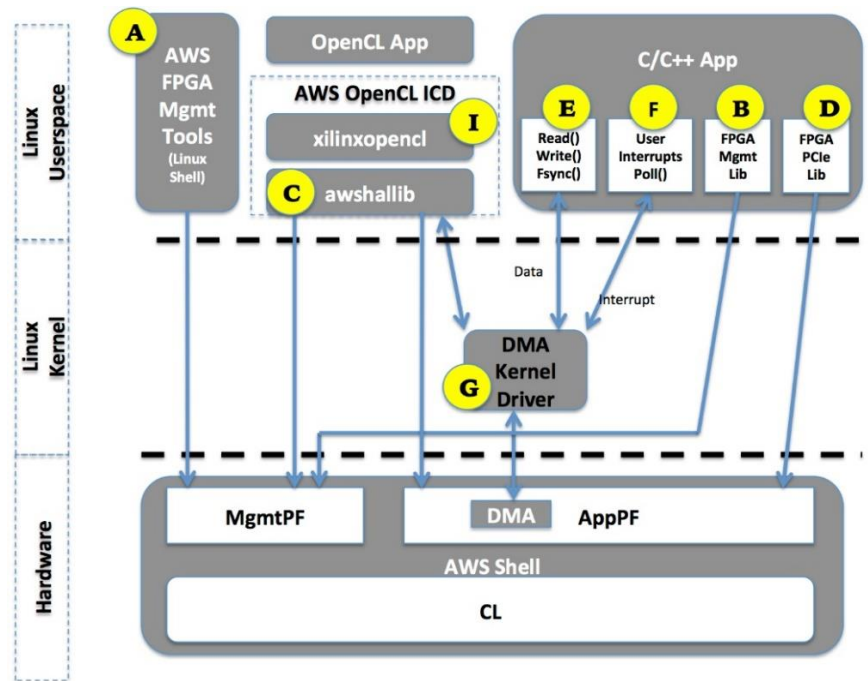 Linux
Userspace
Linux
Kernel
Hardware
A
AWS
FPGA
Mgmt
Tools
(Linux
Shell)
OpenCL App
AWS OpenCL ICD
I
xilinxopencl
C
awshallib
C/C++ App
E
Read()
Write()
Fsync()
F
User
Interrupts
Poll()
B
FPGA
Mgmt
Lib
D
FPGA
PCIe
Lib
Data
Interrupt
DMA
Kernel
Driver
G
MgmtPF
DMA
AppPF
AWS Shell
CL